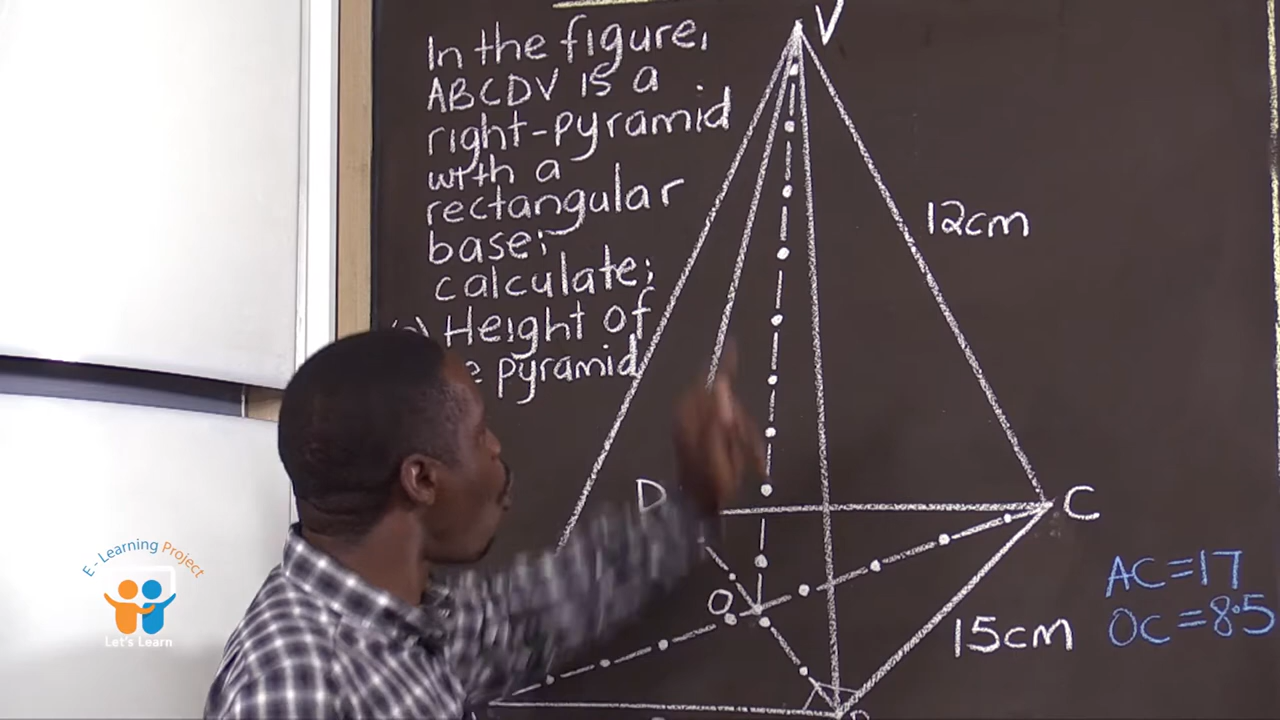 In the figure,
ABCDV is a
right-pyramid
with a
rectangular
base;
calculate;
Height of
pyramid
V
12cm
D
C
O
15cm
AC=17
OC=8.5
E-Learning Project
Let's Learn